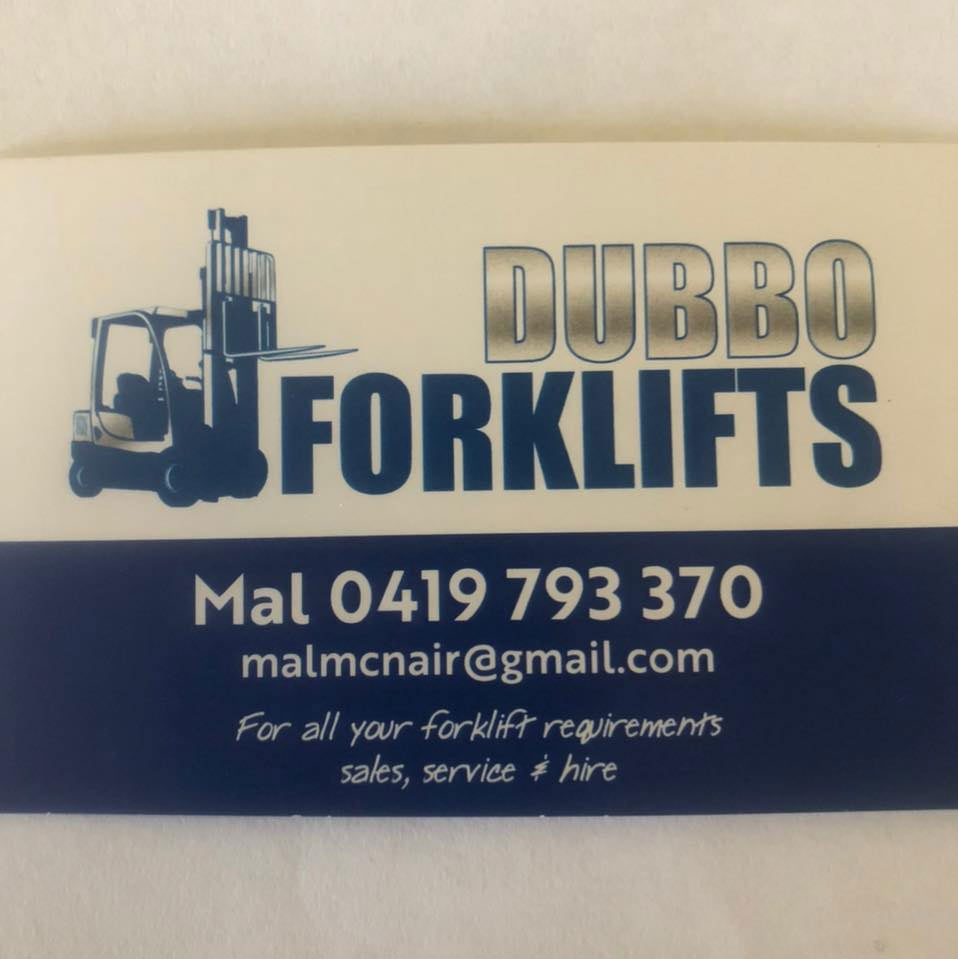 DUBBO
FORKLIFTS
Mal 0419 793 370
malmcnair@gmail.com
For all your forklift requirements
sales, service & hire